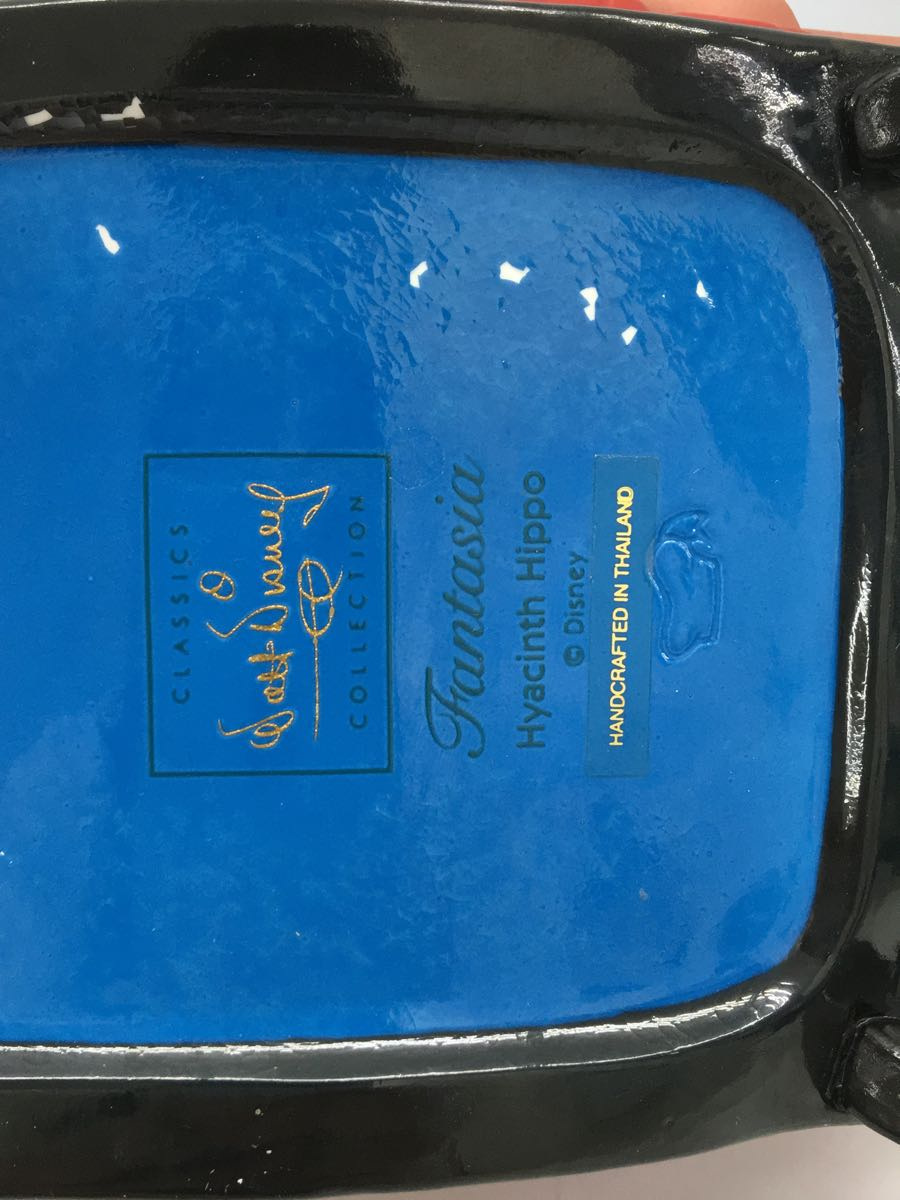 CLASSICS
Walt Disney
COLLECTION
Fantasia
Hyacinth Hippo
© Disney
HANDCRAFTED IN THAILAND